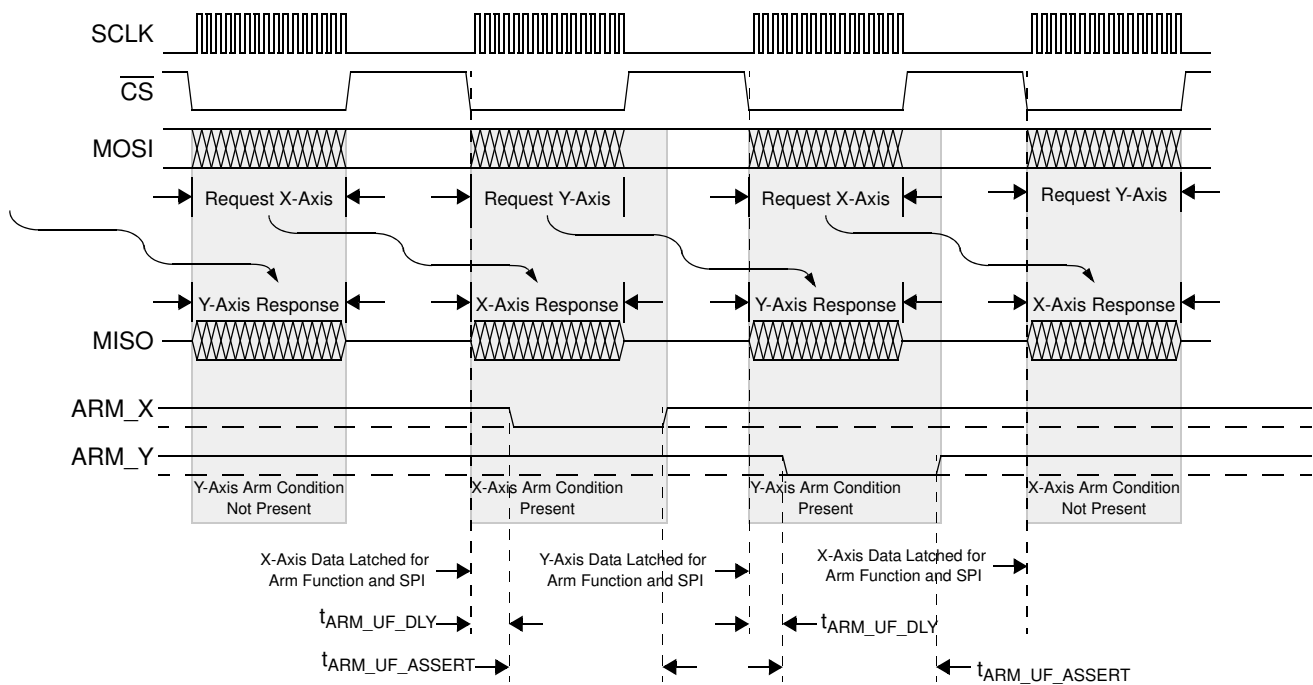 SCLK
CS
MOSI
Request X-Axis
Request Y-Axis
Request X-Axis
Request Y-Axis
Y-Axis Response
X-Axis Response
Y-Axis Response
X-Axis Response
MISO
ARM_X
ARM_Y
Y-Axis Arm Condition
Not Present
X-Axis Arm Condition
Present
Y-Axis Arm Condition
Present
X-Axis Arm Condition
Not Present
X-Axis Data Latched for
Arm Function and SPI
Y-Axis Data Latched for
Arm Function and SPI
X-Axis Data Latched for
Arm Function and SPI
tARM_UF_DLY
tARM_UF_DLY
tARM_UF_ASSERT
tARM_UF_ASSERT